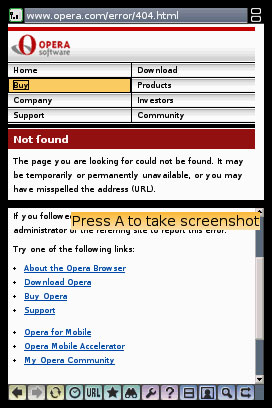 www.opera.com/error/404.html
OPERA
software
Home Download
Buy Products
Company Investors
Support Community
Not found
The page you are looking for could not be found. It may
be temporarily or permanently unavailable, or you may
have misspelled the address (URL).
If you followe
Press A to take screenshot
administrator of the referring site to report this error.
Try one of the following links:
• About the Opera Browser
• Download Opera
• Buy Opera
• Support
• Opera for Mobile
• Opera Mobile Accelerator
• My Opera Community
URL